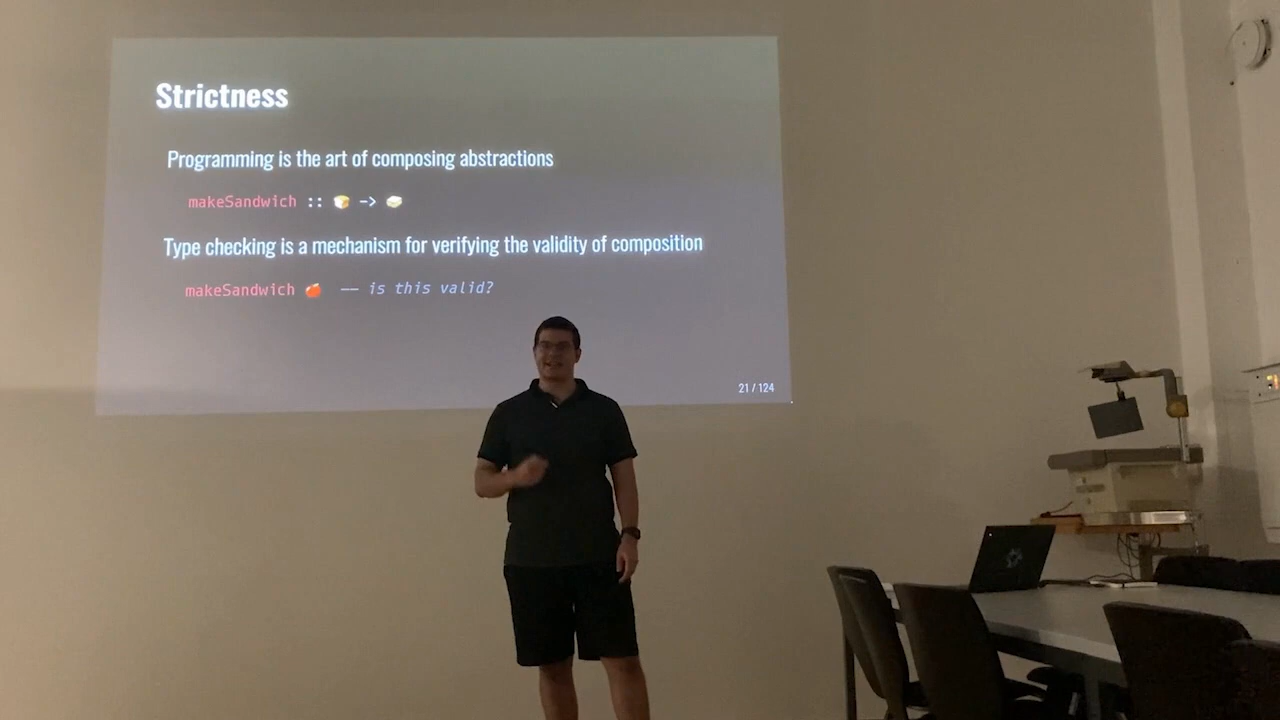 Strictness
Programming is the art of composing abstractions
makeSandwich :: 🍞 -> 🥪
Type checking is a mechanism for verifying the validity of composition
makeSandwich 🍎 -- is this valid?
21 / 124